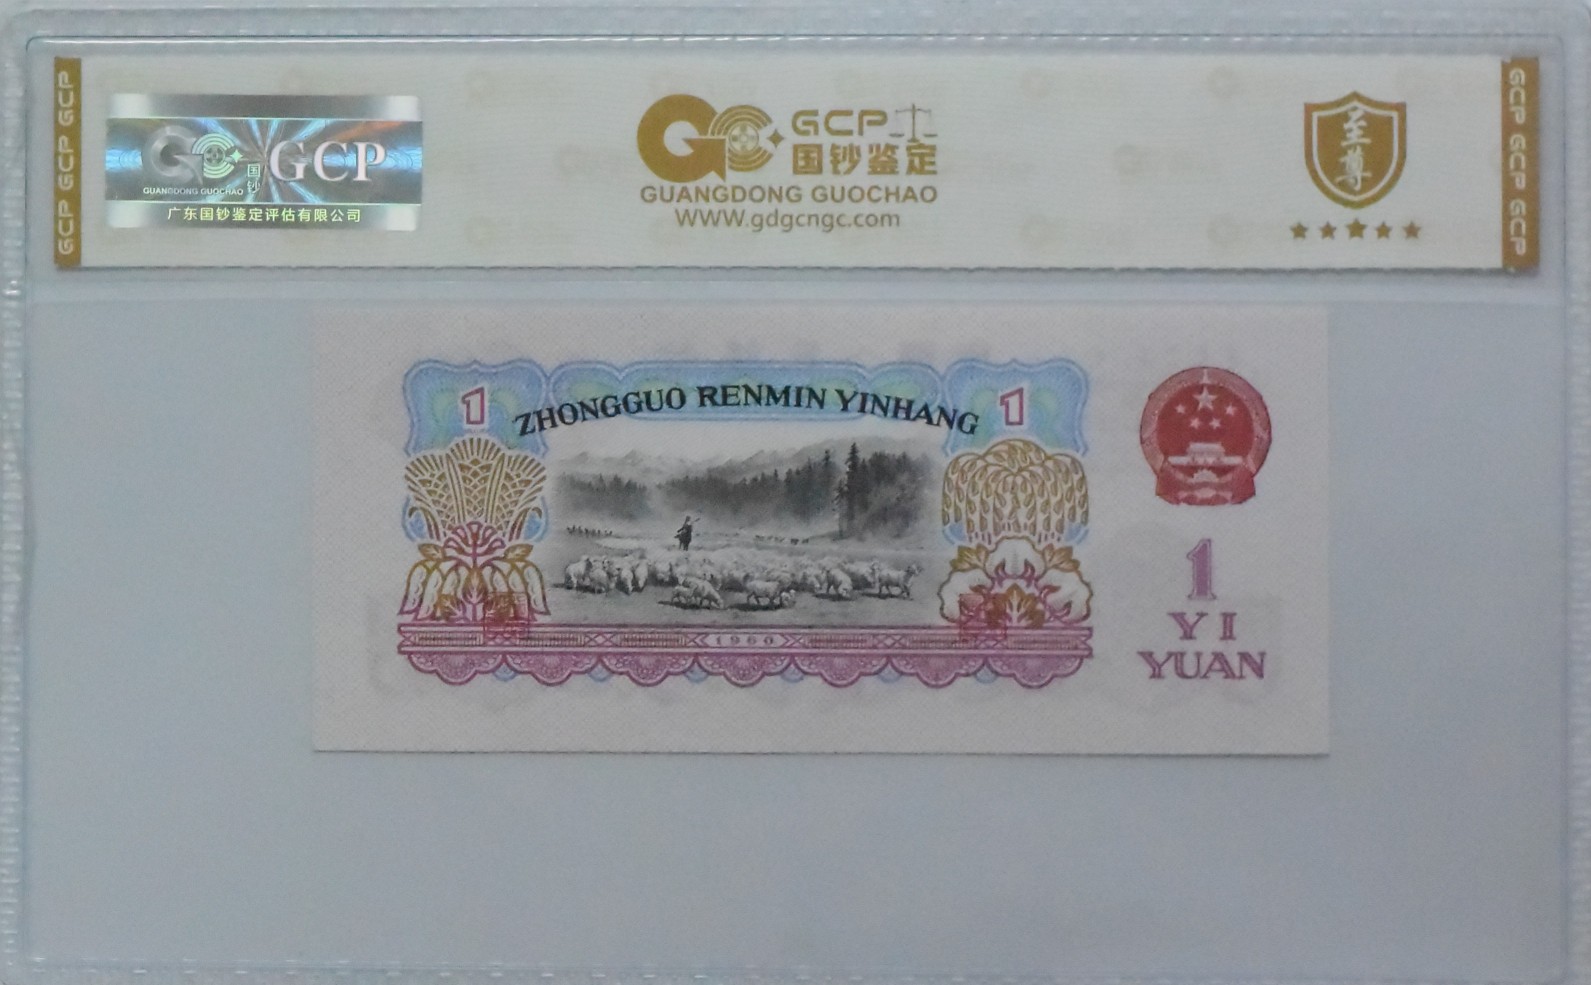 GCP GCP GCP
GCP
GUANGDONG GUOCHAO
国钞
广东国钞鉴定评估有限公司
GCP
国钞鉴定
GUANGDONG GUOCHAO
WWW.gdgcngc.com
至尊
GCP GCP GCP
1
ZHONGGUO RENMIN YINHANG
1
1960
1
YI
YUAN